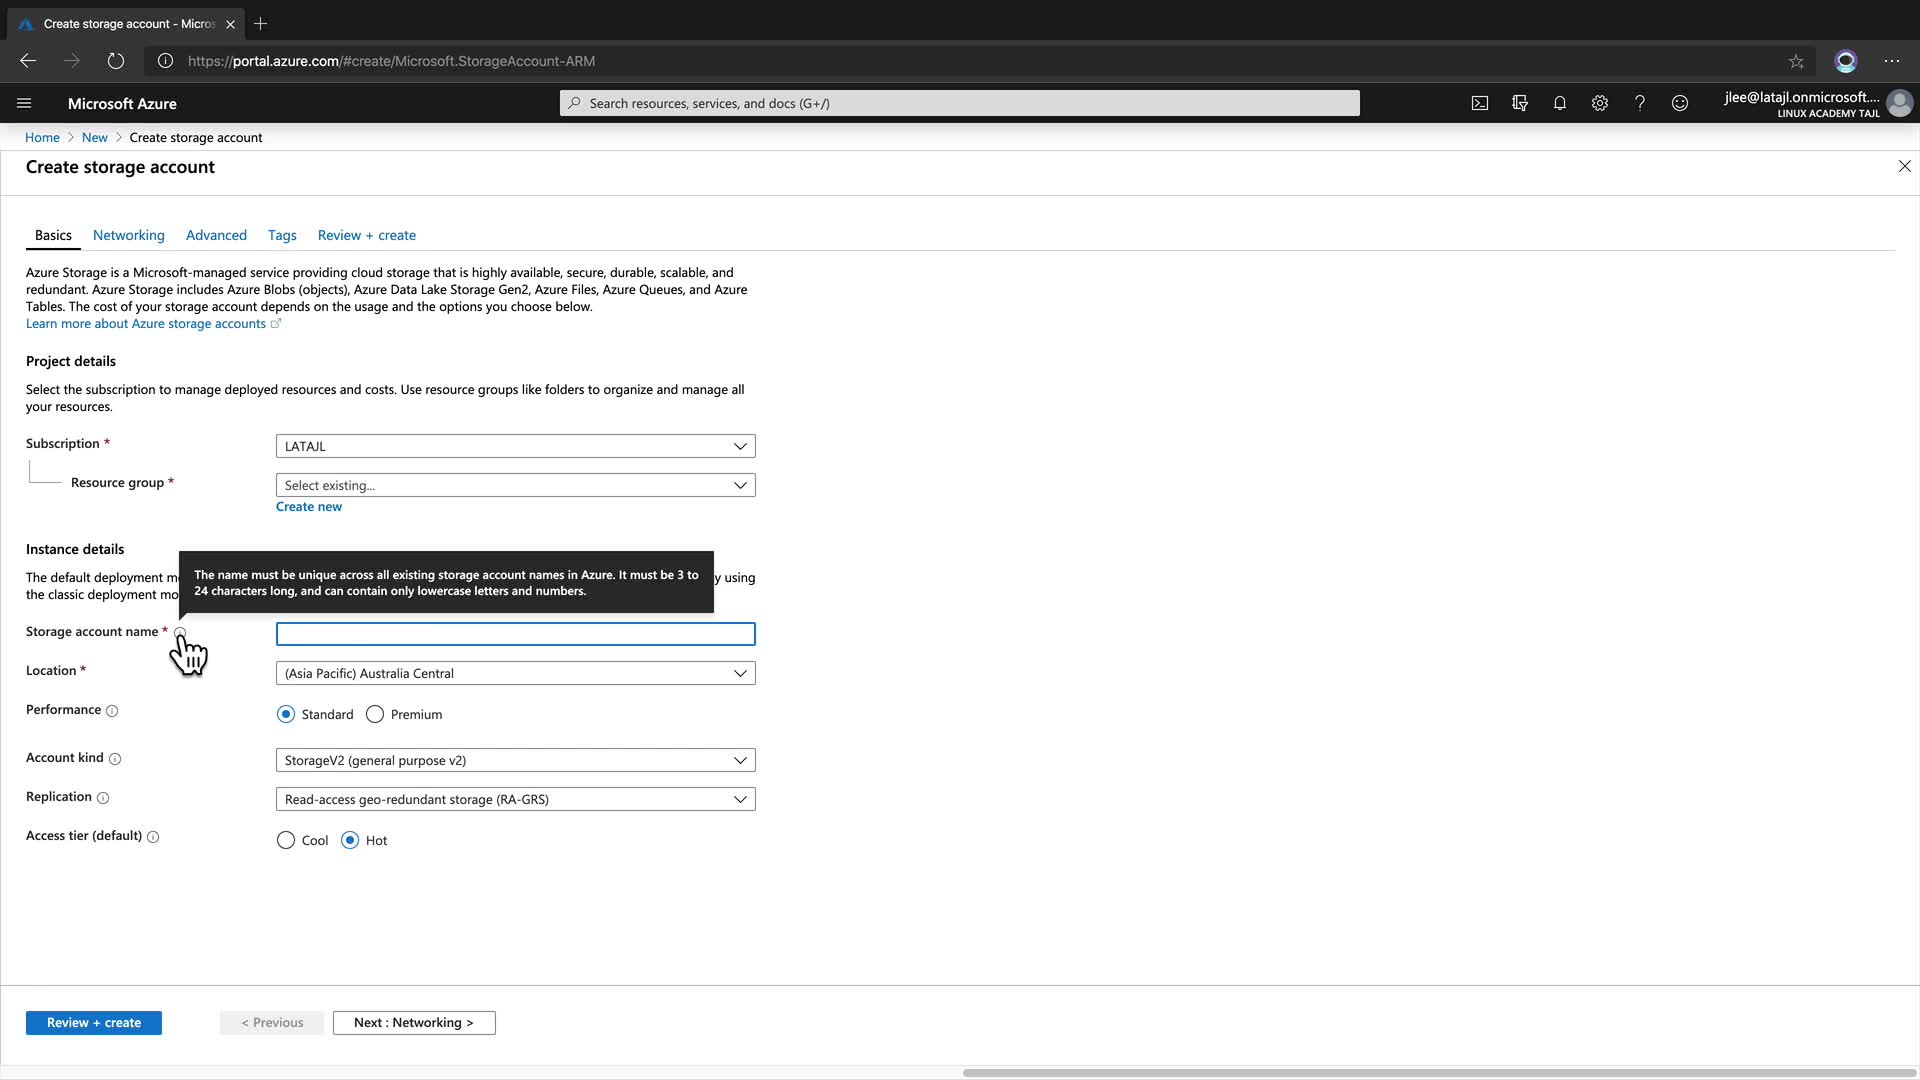 Create storage account - Micros
https://portal.azure.com/#create/Microsoft.StorageAccount-ARM
Microsoft Azure
Search resources, services, and docs (G+/)
jlee@latajl.onmicrosoft....
LINUX ACADEMY TAJL
Home > New > Create storage account
Create storage account
Basics Networking Advanced Tags Review + create
Azure Storage is a Microsoft-managed service providing cloud storage that is highly available, secure, durable, scalable, and
redundant. Azure Storage includes Azure Blobs (objects), Azure Data Lake Storage Gen2, Azure Files, Azure Queues, and Azure
Tables. The cost of your storage account depends on the usage and the options you choose below.
Learn more about Azure storage accounts
Project details
Select the subscription to manage deployed resources and costs. Use resource groups like folders to organize and manage all
your resources.
Subscription *
LATAJL
Resource group *
Select existing...
Create new
Instance details
The name must be unique across all existing storage account names in Azure. It must be 3 to
24 characters long, and can contain only lowercase letters and numbers.
The default deployment m y using
the classic deployment mo
Storage account name *
Location *
(Asia Pacific) Australia Central
Performance
Standard Premium
Account kind
StorageV2 (general purpose v2)
Replication
Read-access geo-redundant storage (RA-GRS)
Access tier (default)
Cool Hot
Review + create < Previous Next : Networking >